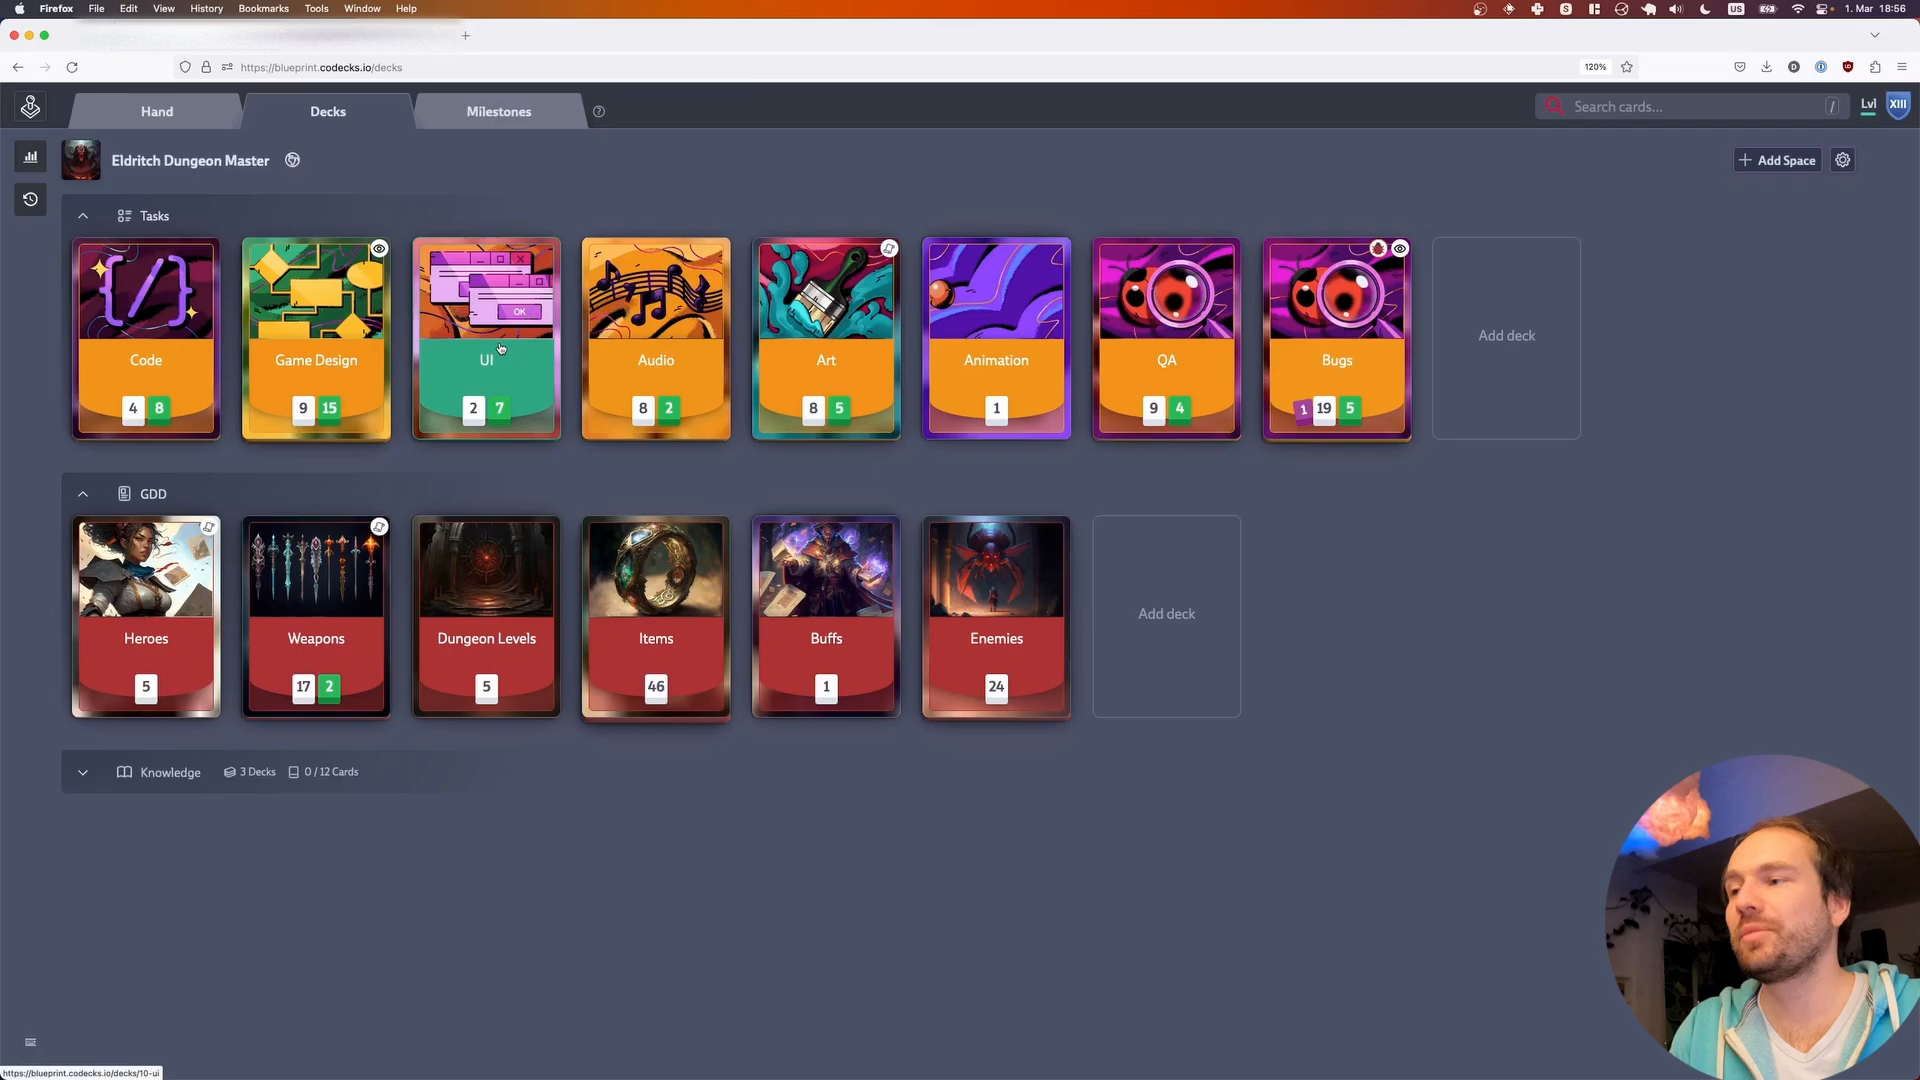 Firefox File Edit View History Bookmarks Tools Window Help
US
1. Mar 18:56
https://blueprint.codecks.io/decks
120%
Hand
Decks
Milestones
Search cards...
/
Lvl
XIII
Eldritch Dungeon Master
Add Space
Tasks
OK
Code
Game Design
UI
Audio
Art
Animation
QA
Bugs
Add deck
4 8
9 15
2 7
8 2
8 5
1
9 4
1 19 5
GDD
Heroes
Weapons
Dungeon Levels
Items
Buffs
Enemies
Add deck
5
17 2
5
46
1
24
Knowledge
3 Decks
0 / 12 Cards
https://blueprint.codecks.io/decks/10-ui